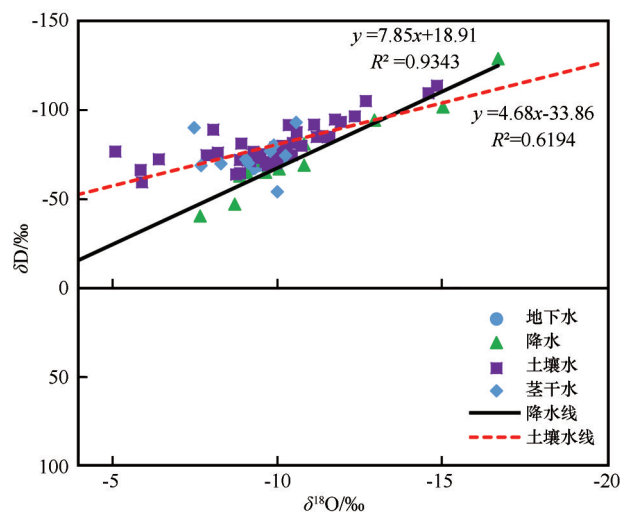 -150
y =7.85x+18.91
R² =0.9343
-100
y =4.68x-33.86
R²=0.6194
-50
δD/‰
0
地下水
降水
土壤水
50
茎干水
降水线
土壤水线
100
-5
-10
-15
-20
δ¹⁸O/‰